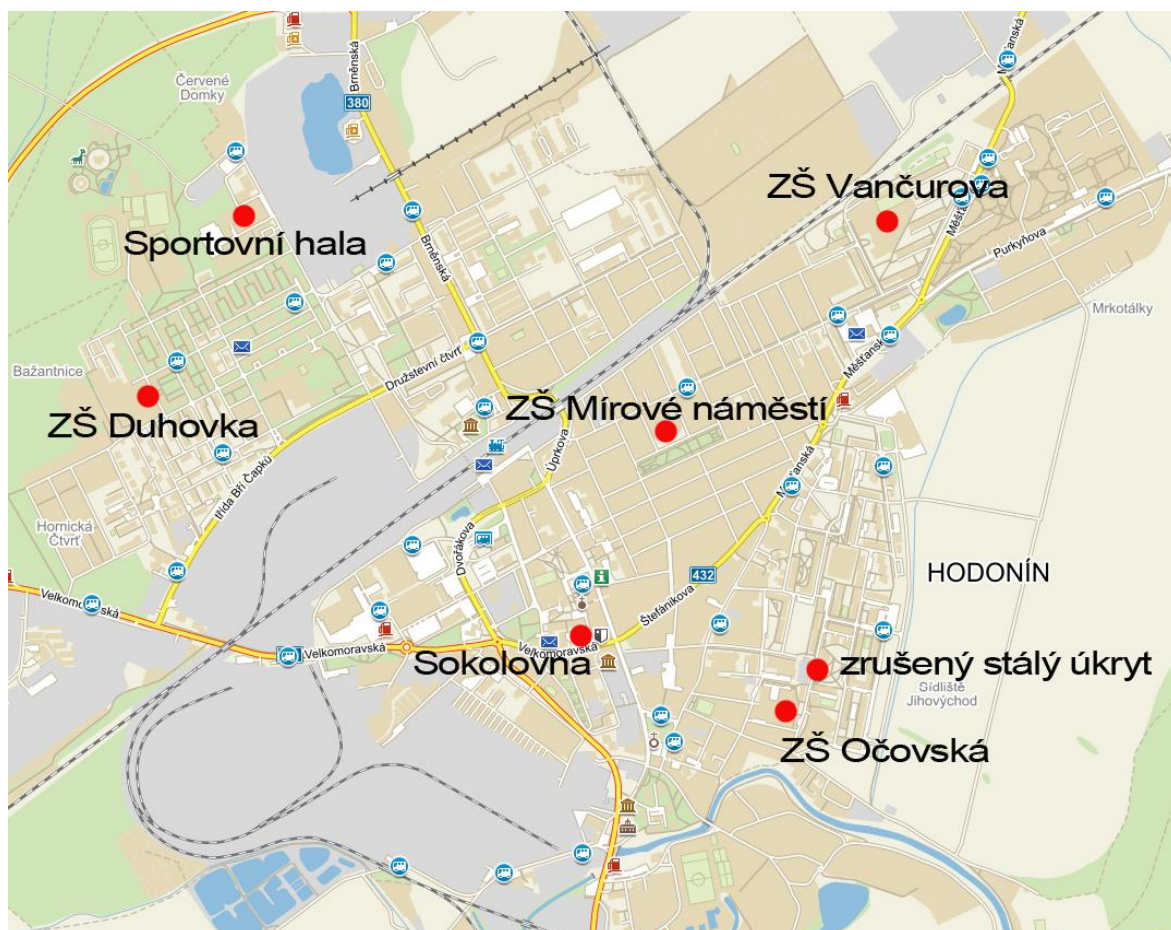 Červené
Domky
Brněnská
380
ZŠ Vančurova
Sportovní hala
Brněnská
Purkyňova
Mrkotálky
Bažantnice
Družstevní čtvrť
Měšťansk
ZŠ Duhovka
ZŠ Mírové náměstí
Úprkova
třída Bří Čapků
Hornická
Čtvrť
Dvořákova
432
HODONÍN
Štefánikova
Velkomoravská
Velkomoravská
Sokolovna
zrušený stálý úkryt
Sídliště
Jihovýchod
ZŠ Očovská